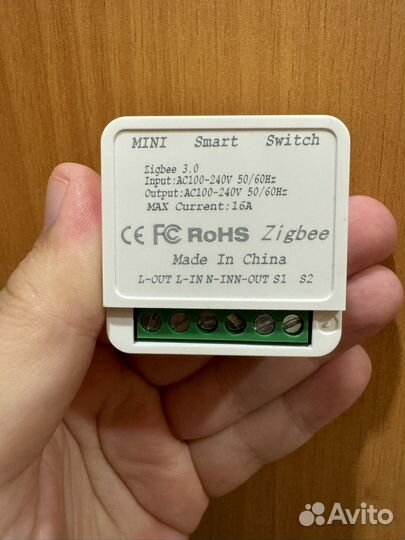 MINI Smart Switch
Zigbee 3.0
Input:AC100-240V 50/60Hz
Output:AC100-240V 50/60Hz
MAX Current:16A
CE FC RoHS Zigbee
Made In China
L-OUT L-IN N-INN-OUT S1 S2
Avito